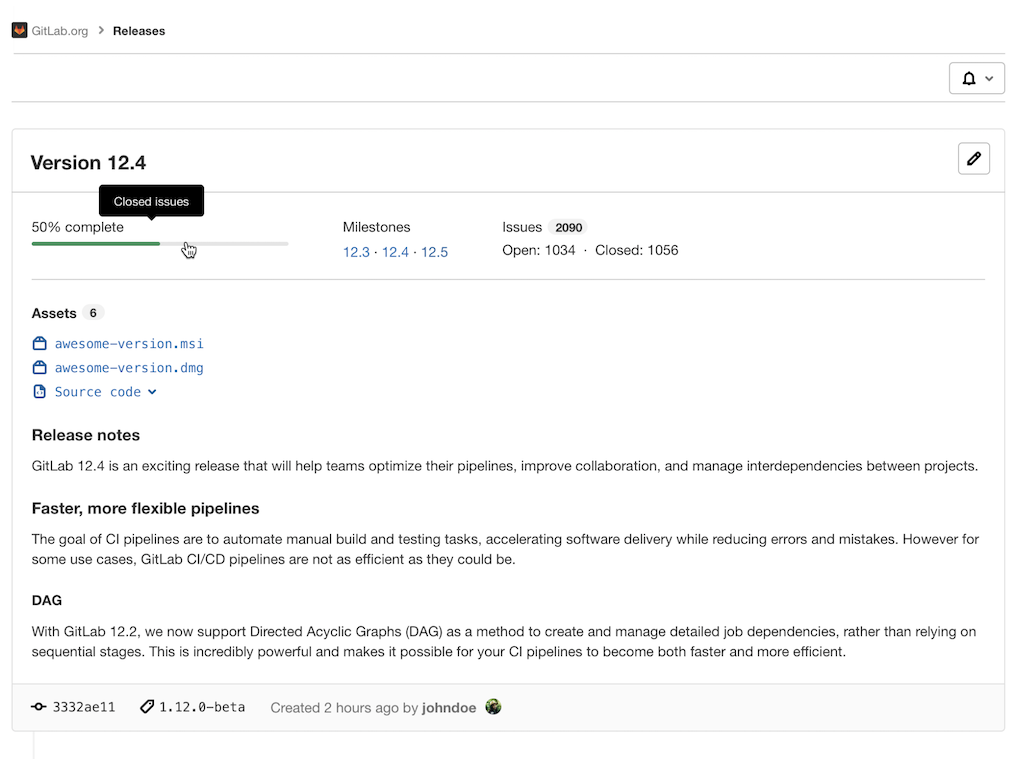 GitLab.org > Releases
Version 12.4
Closed issues
50% complete
Milestones
12.3 · 12.4 · 12.5
Issues 2090
Open: 1034 · Closed: 1056
Assets 6
awesome-version.msi
awesome-version.dmg
Source code
Release notes
GitLab 12.4 is an exciting release that will help teams optimize their pipelines, improve collaboration, and manage interdependencies between projects.
Faster, more flexible pipelines
The goal of CI pipelines are to automate manual build and testing tasks, accelerating software delivery while reducing errors and mistakes. However for
some use cases, GitLab CI/CD pipelines are not as efficient as they could be.
DAG
With GitLab 12.2, we now support Directed Acyclic Graphs (DAG) as a method to create and manage detailed job dependencies, rather than relying on
sequential stages. This is incredibly powerful and makes it possible for your CI pipelines to become both faster and more efficient.
3332ae11 1.12.0-beta Created 2 hours ago by johndoe